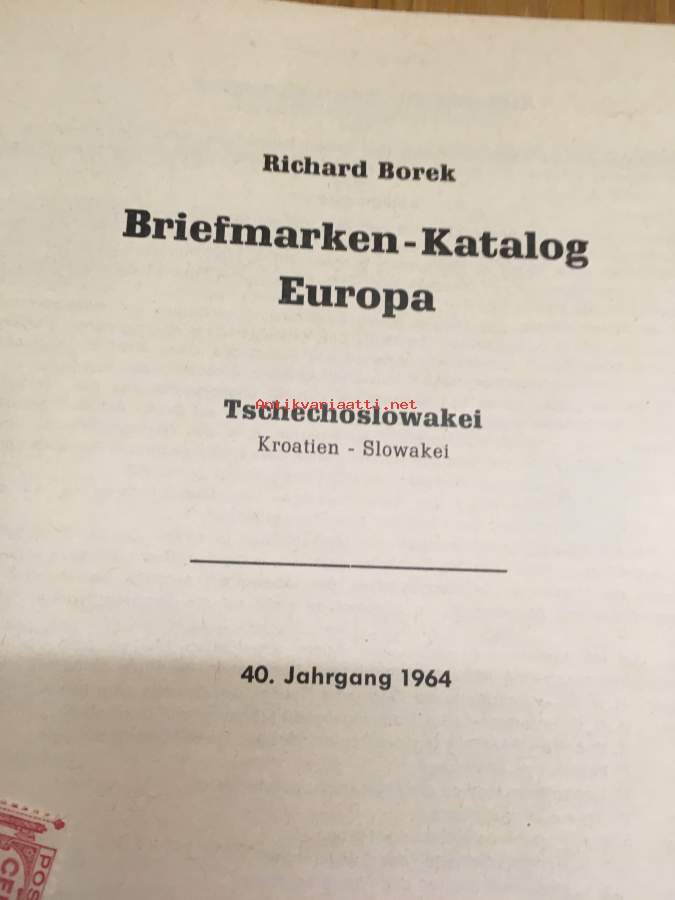 Richard Borek
Briefmarken-Katalog
Europa
Tschechoslowakei
Antikvariaatti.net
Kroatien - Slowakei
40. Jahrgang 1964